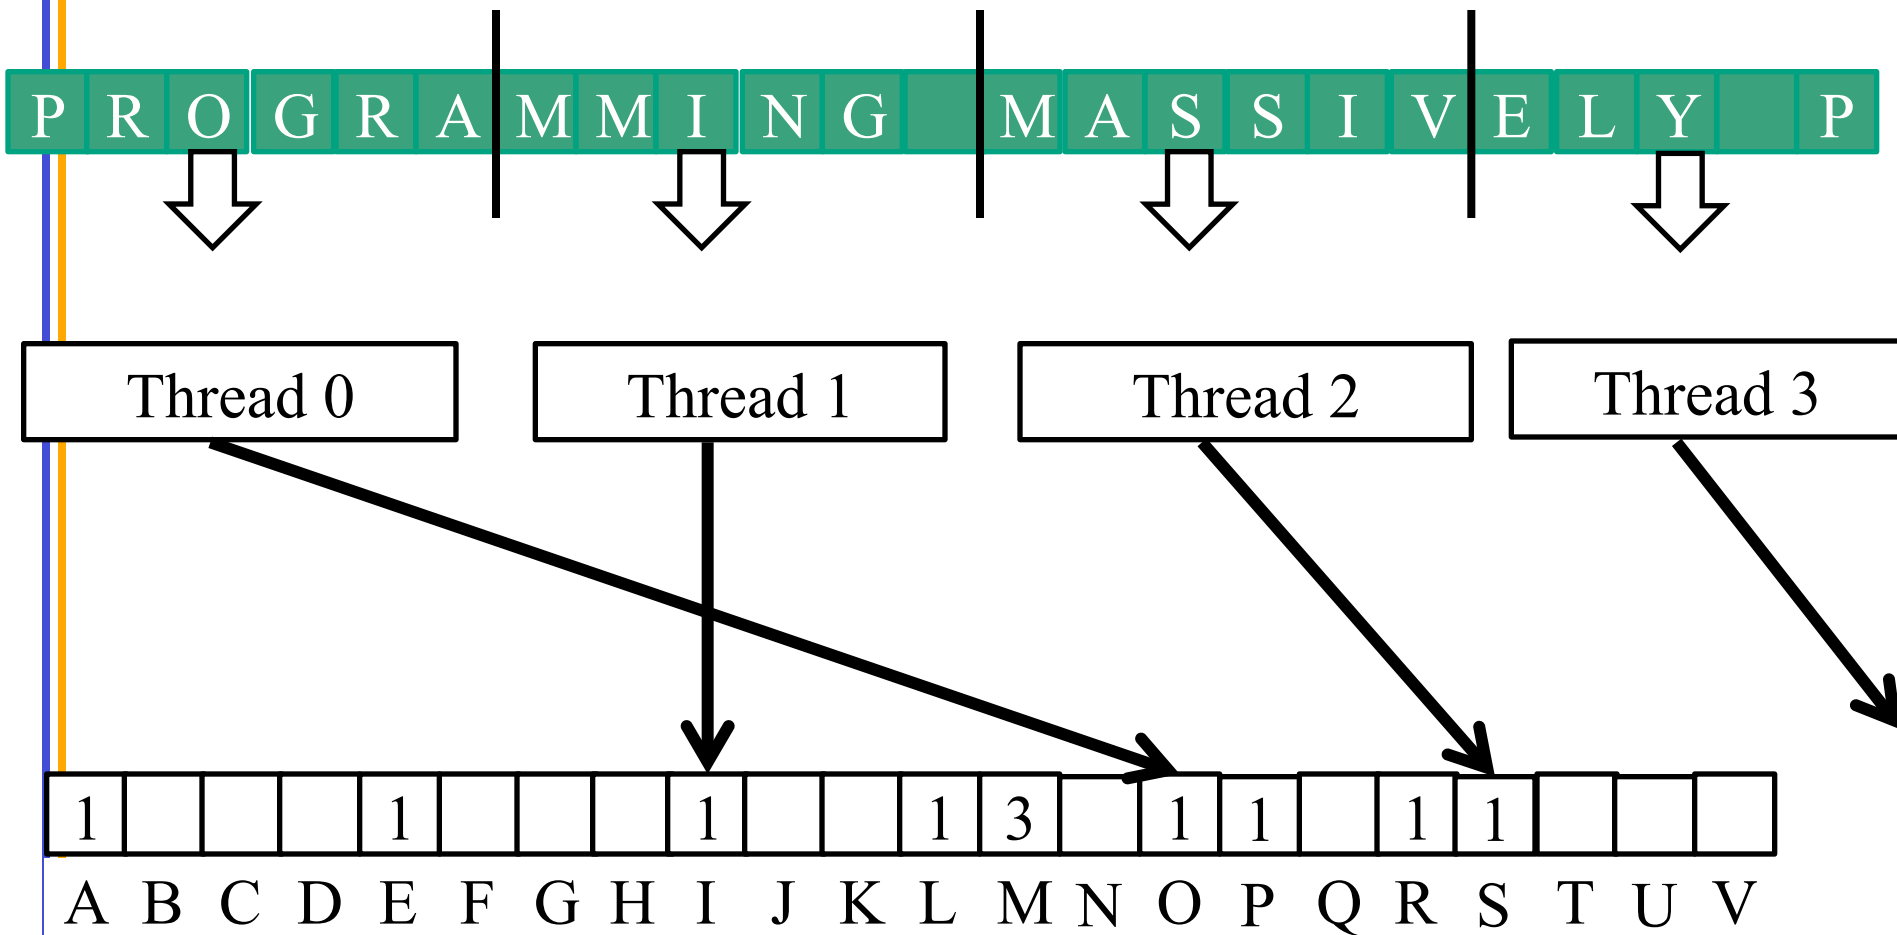 P R O G R A M M I N G M A S S I V E L Y P
Thread 0 Thread 1 Thread 2 Thread 3
1 1 1 1 3 1 1 1 1
A B C D E F G H I J K L M N O P Q R S T U V